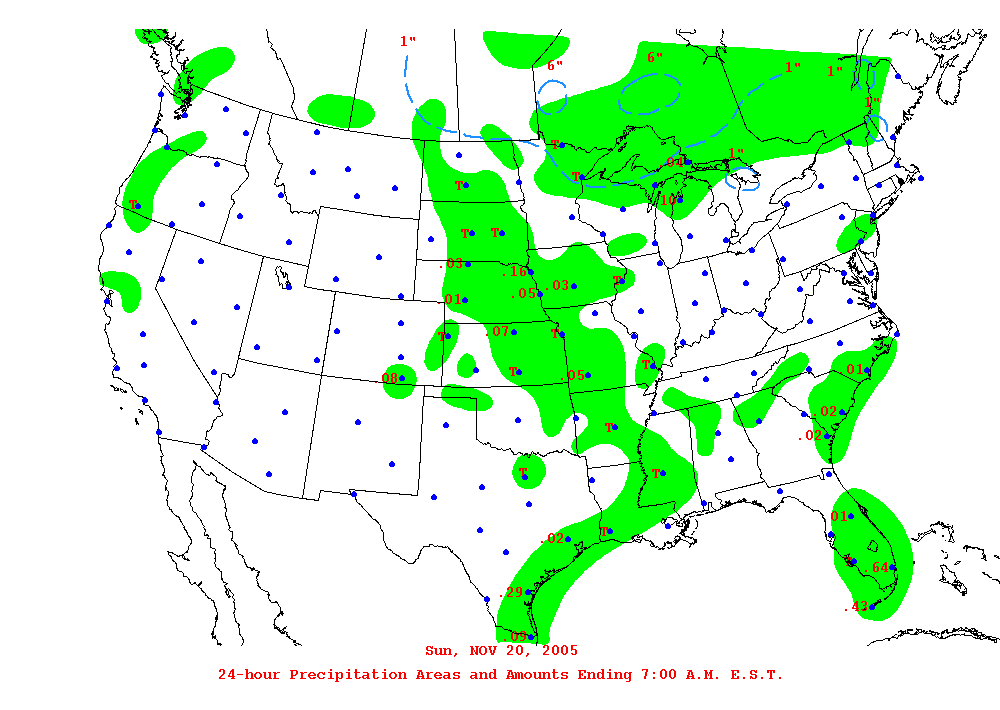 1"
6"
6"
1"
1"
1"
T
1"
.04
T
T
.10
T
T
T
.03
.16
T
.03
.05
.01
.07
T
T
T
.01
T
.05
.08
.02
T
.02
T
T
.01
T
.02
T
.64
.29
.43
.09
Sun, NOV 20, 2005
24-hour Precipitation Areas and Amounts Ending 7:00 A.M. E.S.T.